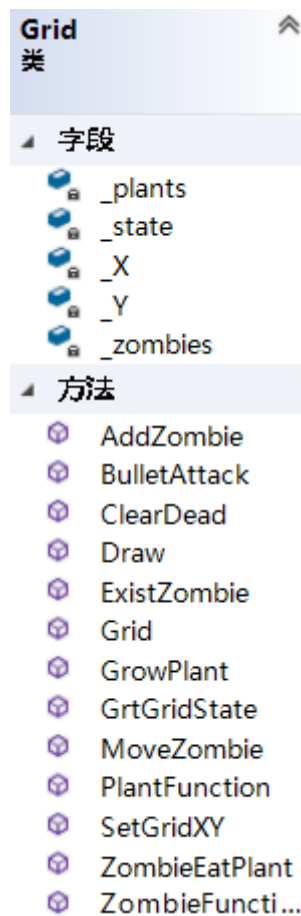 Grid
类
字段
_plants
_state
_X
_Y
_zombies
方法
AddZombie
BulletAttack
ClearDead
Draw
ExistZombie
Grid
GrowPlant
GrtGridState
MoveZombie
PlantFunction
SetGridXY
ZombieEatPlant
ZombieFuncti...